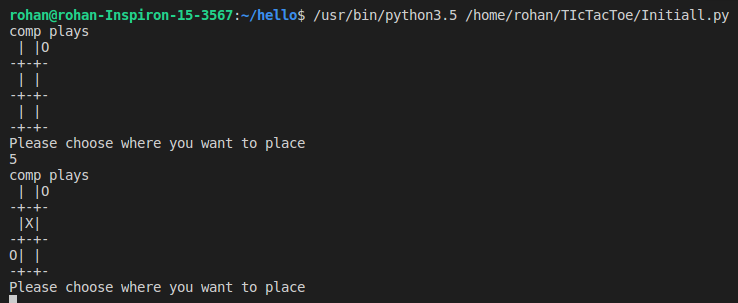 rohan@rohan-Inspiron-15-3567:~/hello$ /usr/bin/python3.5 /home/rohan/TIcTacToe/Initiall.py
comp plays
 | |O
-+-+-
 | |
-+-+-
 | |
-+-+-
Please choose where you want to place
5
comp plays
 | |O
-+-+-
 |X|
-+-+-
O| |
-+-+-
Please choose where you want to place